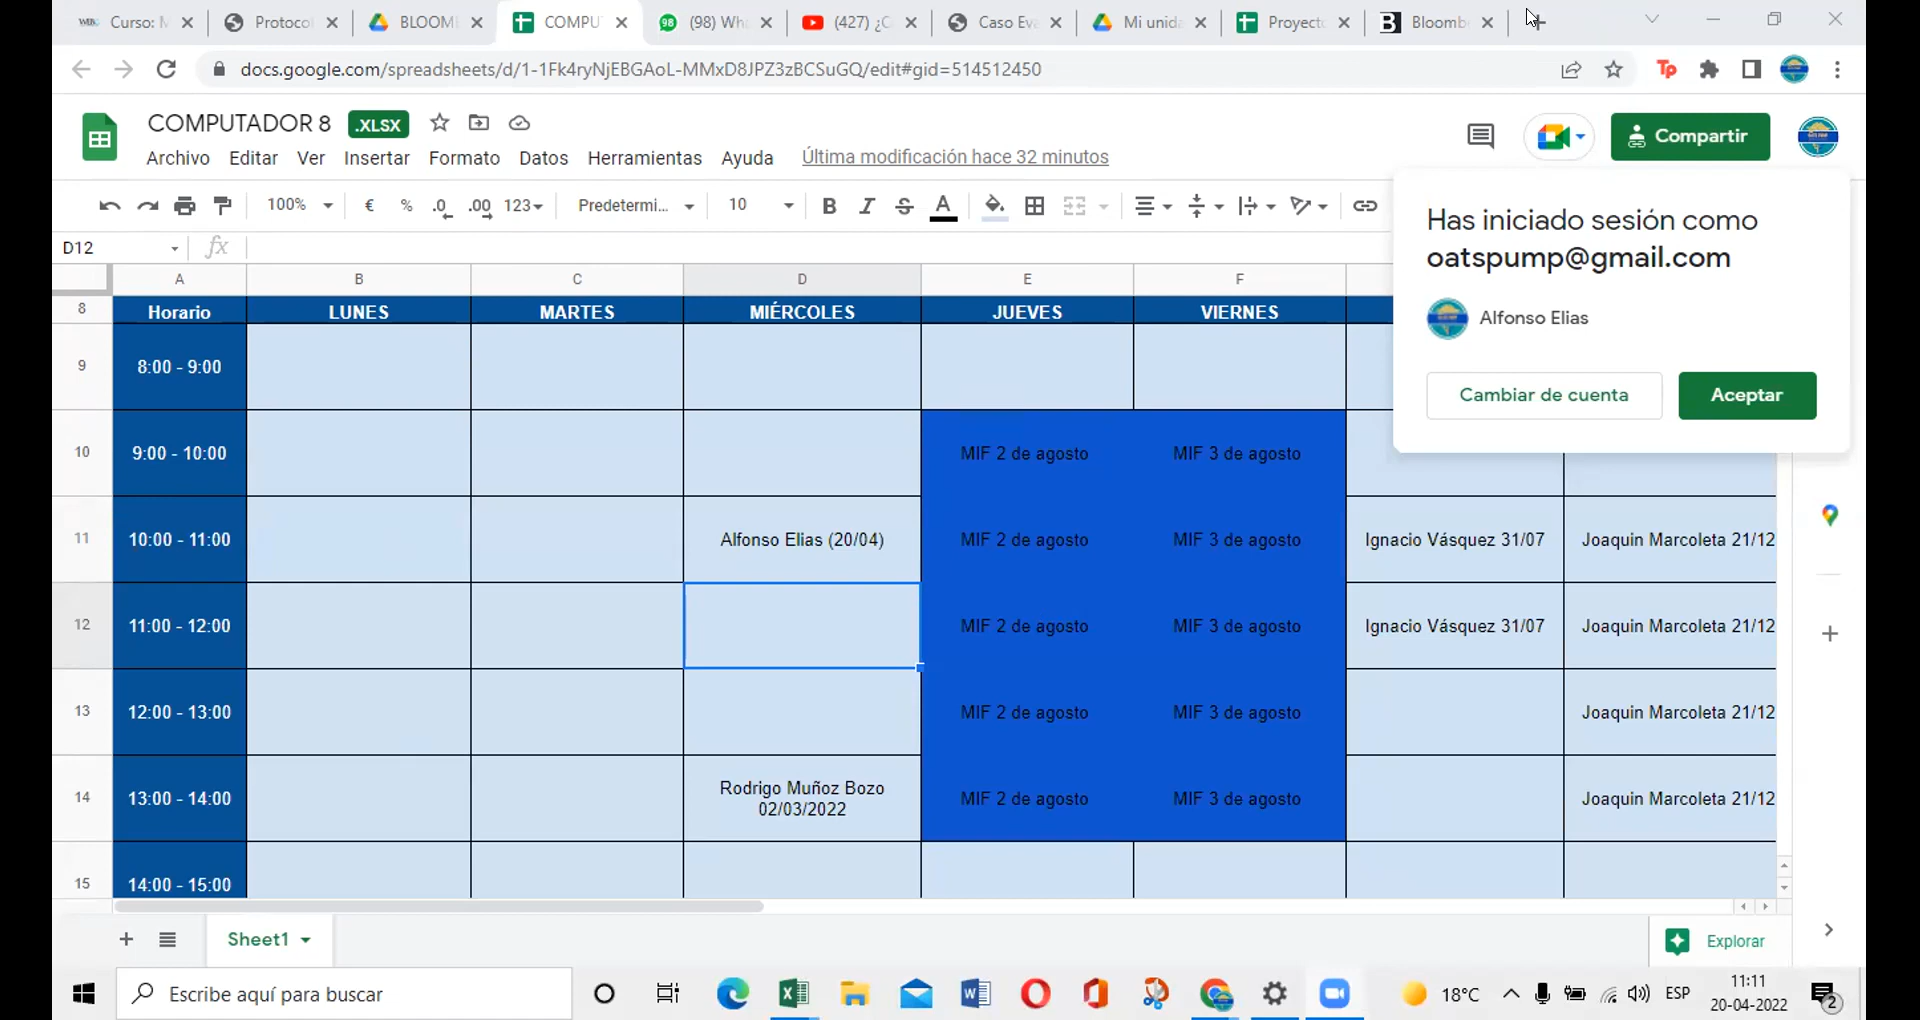 Curso: M
Protoco
BLOOM
COMPU
(98) Wh
(427) ¿C
Caso Ev
Mi unid
Proyect
Bloomb
docs.google.com/spreadsheets/d/1-1Fk4ryNjEBGAoL-MMxD8JPZ3zBCSuGQ/edit#gid=514512450
COMPUTADOR 8 .XLSX
Archivo Editar Ver Insertar Formato Datos Herramientas Ayuda Última modificación hace 32 minutos
Compartir
100% € % .0 .00 123 Predetermi... 10 B I S A
D12 fx
Has iniciado sesión como
oatspump@gmail.com
Alfonso Elias
Cambiar de cuenta Aceptar
A B C D E F
8 Horario LUNES MARTES MIÉRCOLES JUEVES VIERNES
9 8:00 - 9:00
10 9:00 - 10:00 MIF 2 de agosto MIF 3 de agosto
11 10:00 - 11:00 Alfonso Elias (20/04) MIF 2 de agosto MIF 3 de agosto Ignacio Vásquez 31/07 Joaquin Marcoleta 21/12
12 11:00 - 12:00 MIF 2 de agosto MIF 3 de agosto Ignacio Vásquez 31/07 Joaquin Marcoleta 21/12
13 12:00 - 13:00 MIF 2 de agosto MIF 3 de agosto Joaquin Marcoleta 21/12
14 13:00 - 14:00 Rodrigo Muñoz Bozo
02/03/2022 MIF 2 de agosto MIF 3 de agosto Joaquin Marcoleta 21/12
15 14:00 - 15:00
Sheet1
Explorar
Escribe aquí para buscar
18°C
ESP
11:11
20-04-2022
2